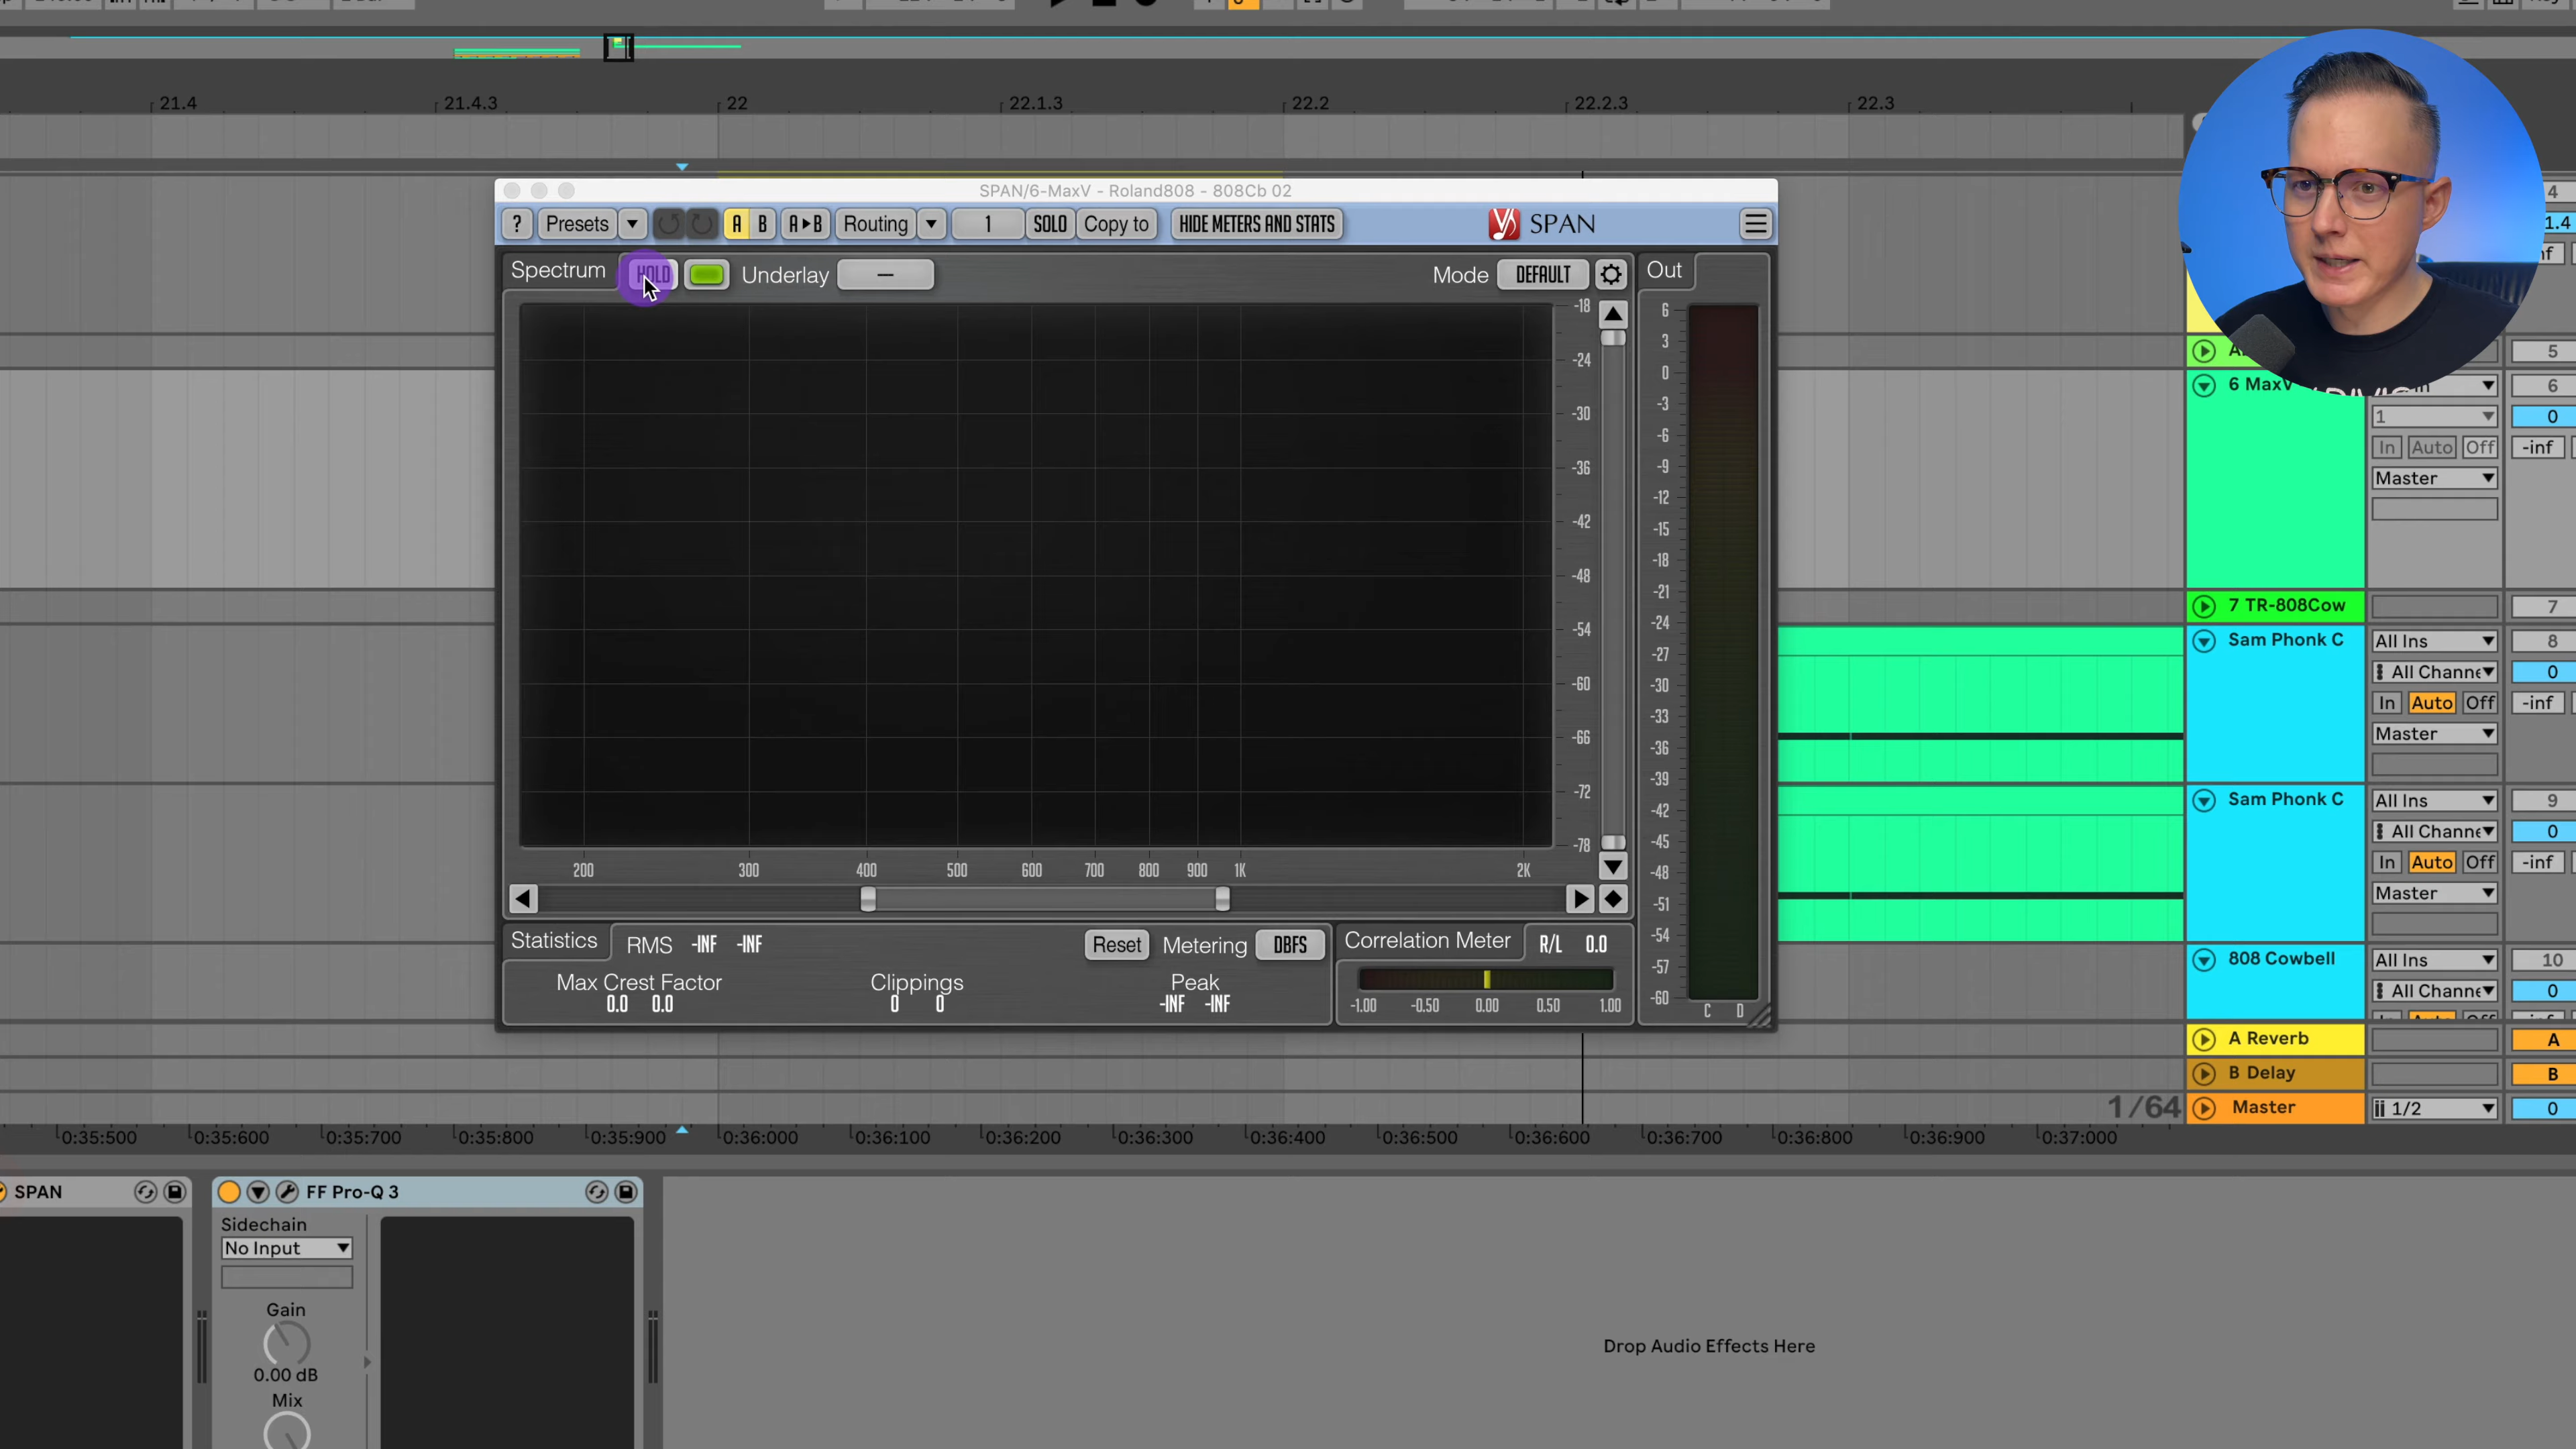 21.4 21.4.3 22 22.1.3 22.2 22.2.3 22.3
SPAN/6-MaxV - Roland808 - 808Cb 02
? Presets A B A▸B Routing 1 SOLO Copy to HIDE METERS AND STATS SPAN
Spectrum HOLD Underlay — Mode DEFAULT Out
-18
-24
-30
-36
-42
-48
-54
-60
-66
-72
-78
200 300 400 500 600 700 800 900 1K 2K
6
3
0
-3
-6
-9
-12
-15
-18
-21
-24
-27
-30
-33
-36
-39
-42
-45
-48
-51
-54
-57
-60
C D
Statistics RMS -INF -INF Reset Metering DBFS
Max Crest Factor Clippings Peak
0.0 0.0 0 0 -INF -INF
Correlation Meter R/L 0.0
-1.00 -0.50 0.00 0.50 1.00
4
1.4
5
6 MaxV 6
1 0
In Auto Off -inf
Master
7 TR-808Cow 7
Sam Phonk C All Ins 8
All Channe 0
In Auto Off -inf
Master
Sam Phonk C All Ins 9
All Channe 0
In Auto Off -inf
Master
808 Cowbell All Ins 10
All Channe 0
A Reverb A
B Delay B
1/64 Master 1/2 0
0:35:500 0:35:600 0:35:700 0:35:800 0:35:900 0:36:000 0:36:100 0:36:200 0:36:300 0:36:400 0:36:500 0:36:600 0:36:700 0:36:800 0:36:900 0:37:000
SPAN FF Pro-Q 3
Sidechain
No Input
Gain
0.00 dB
Mix
Drop Audio Effects Here